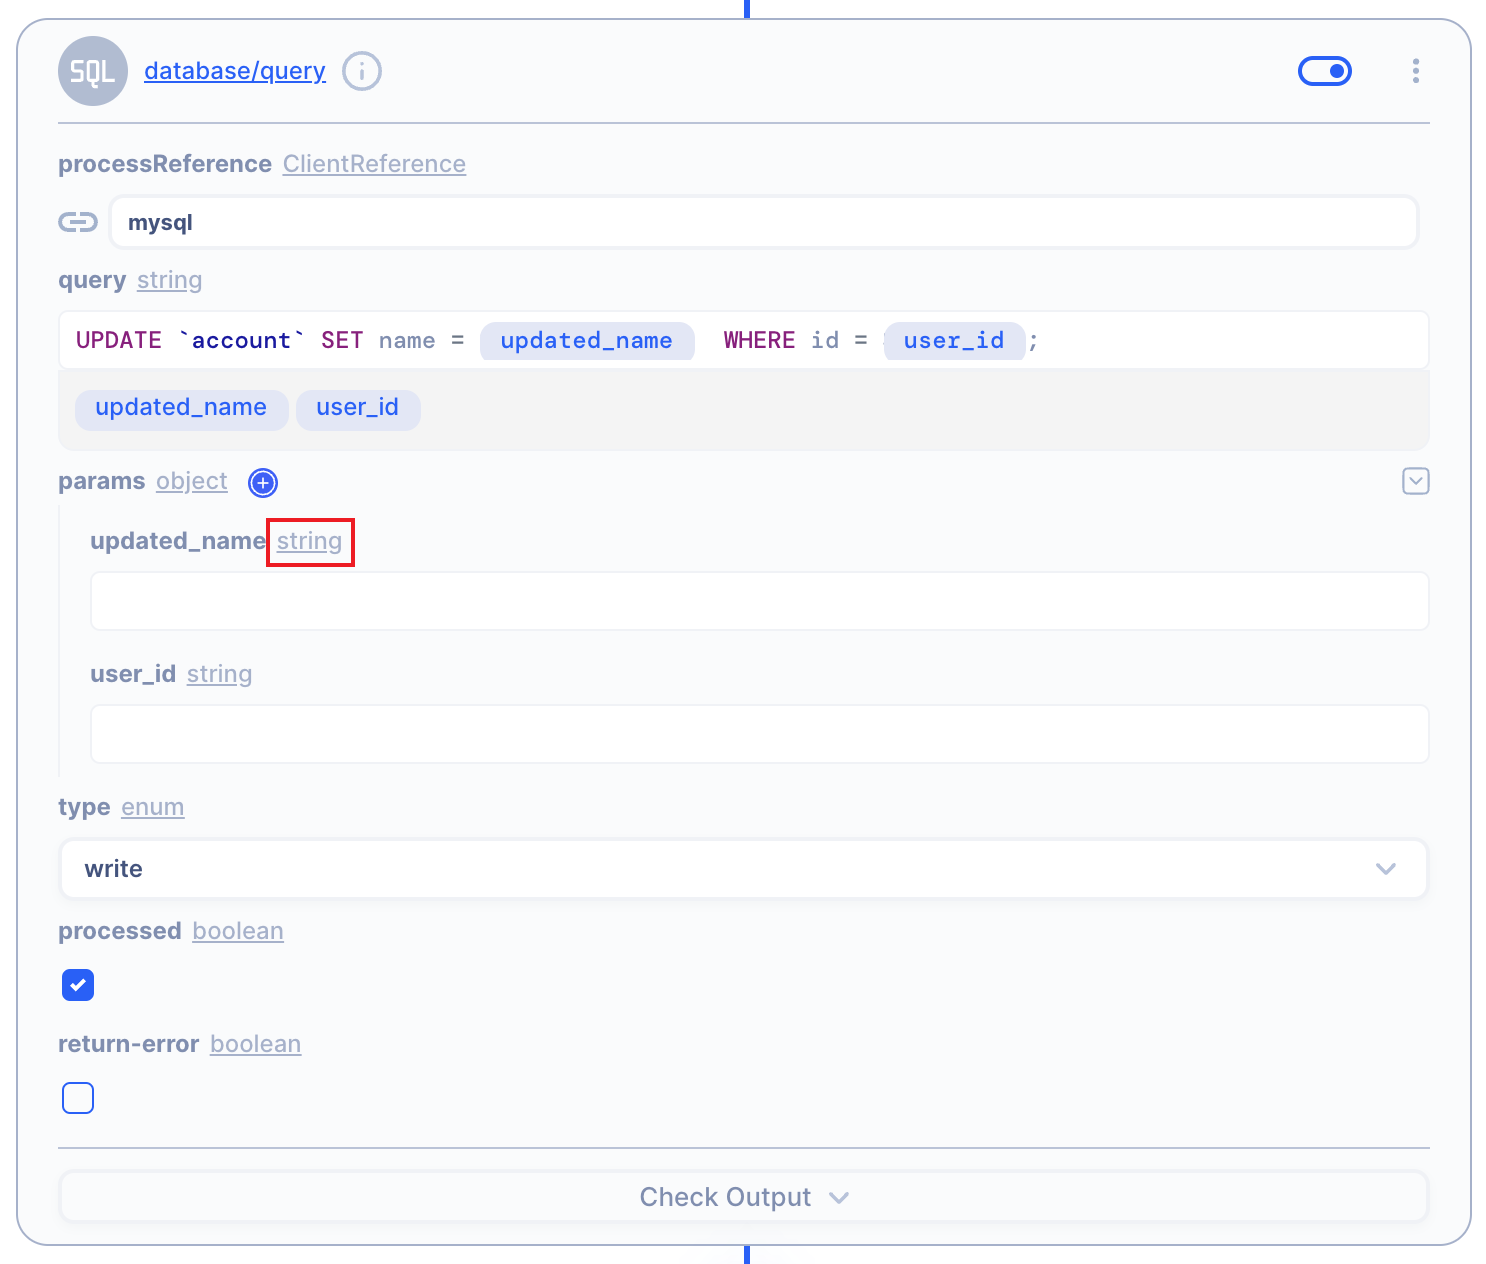 SQL database/query
processReference ClientReference
mysql
query string
UPDATE `account` SET name = updated_name WHERE id = user_id ;
updated_name user_id
params object
updated_name string
user_id string
type enum
write
processed boolean
return-error boolean
Check Output